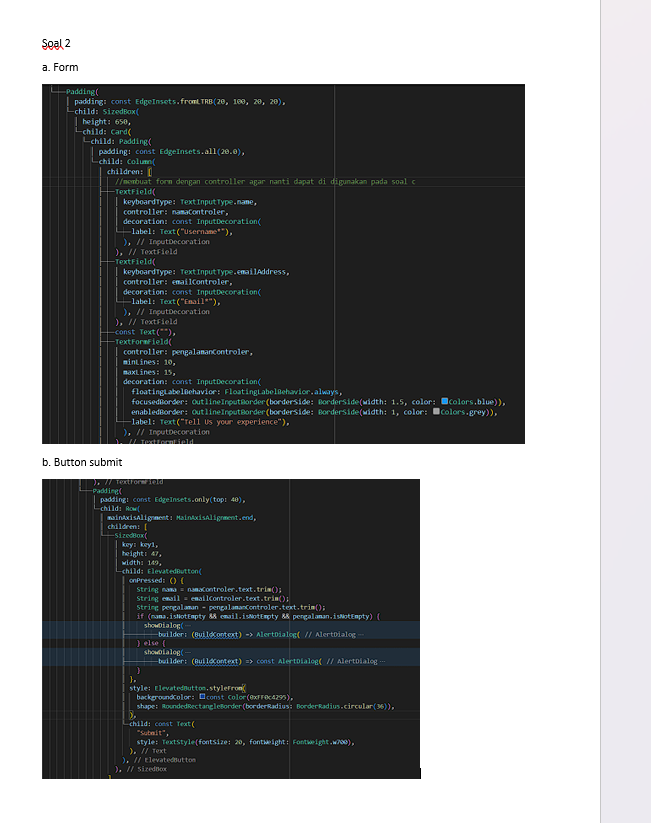 Soal 2
a. Form
Padding(
padding: const EdgeInsets.fromLTRB(20, 100, 20, 20),
child: SizedBox(
height: 650,
child: Card(
child: Padding(
padding: const EdgeInsets.all(20.0),
child: Column(
children: [
//membuat form dengan controller agar nanti dapat di digunakan pada soal c
TextField(
keyboardType: TextInputType.name,
controller: namaControler,
decoration: const InputDecoration(
label: Text("Username*"),
), // InputDecoration
), // TextField
TextField(
keyboardType: TextInputType.emailAddress,
controller: emailControler,
decoration: const InputDecoration(
label: Text("Email*"),
), // InputDecoration
), // TextField
const Text(""),
TextFormField(
controller: pengalamanControler,
minLines: 10,
maxLines: 15,
decoration: const InputDecoration(
floatingLabelBehavior: FloatingLabelBehavior.always,
focusedBorder: OutlineInputBorder(borderSide: BorderSide(width: 1.5, color: Colors.blue)),
enabledBorder: OutlineInputBorder(borderSide: BorderSide(width: 1, color: Colors.grey)),
label: Text("Tell Us your experience"),
), // InputDecoration
), // TextFormField
b. Button submit
), // TextFormField
Padding(
padding: const EdgeInsets.only(top: 40),
child: Row(
mainAxisAlignment: MainAxisAlignment.end,
children: [
SizedBox(
key: key1,
height: 47,
width: 149,
child: ElevatedButton(
onPressed: () {
String nama = namaControler.text.trim();
String email = emailControler.text.trim();
String pengalaman = pengalamanControler.text.trim();
if (nama.isNotEmpty && email.isNotEmpty && pengalaman.isNotEmpty) {
showDialog(
builder: (BuildContext) => AlertDialog( // AlertDialog ...
} else {
showDialog(
builder: (BuildContext) => const AlertDialog( // AlertDialog ...
}
},
style: ElevatedButton.styleFrom(
backgroundColor: const Color(0xFF0C4295),
shape: RoundedRectangleBorder(borderRadius: BorderRadius.circular(36)),
),
child: const Text(
"Submit",
style: TextStyle(fontSize: 20, fontWeight: FontWeight.w700),
), // Text
), // ElevatedButton
), // SizedBox
]